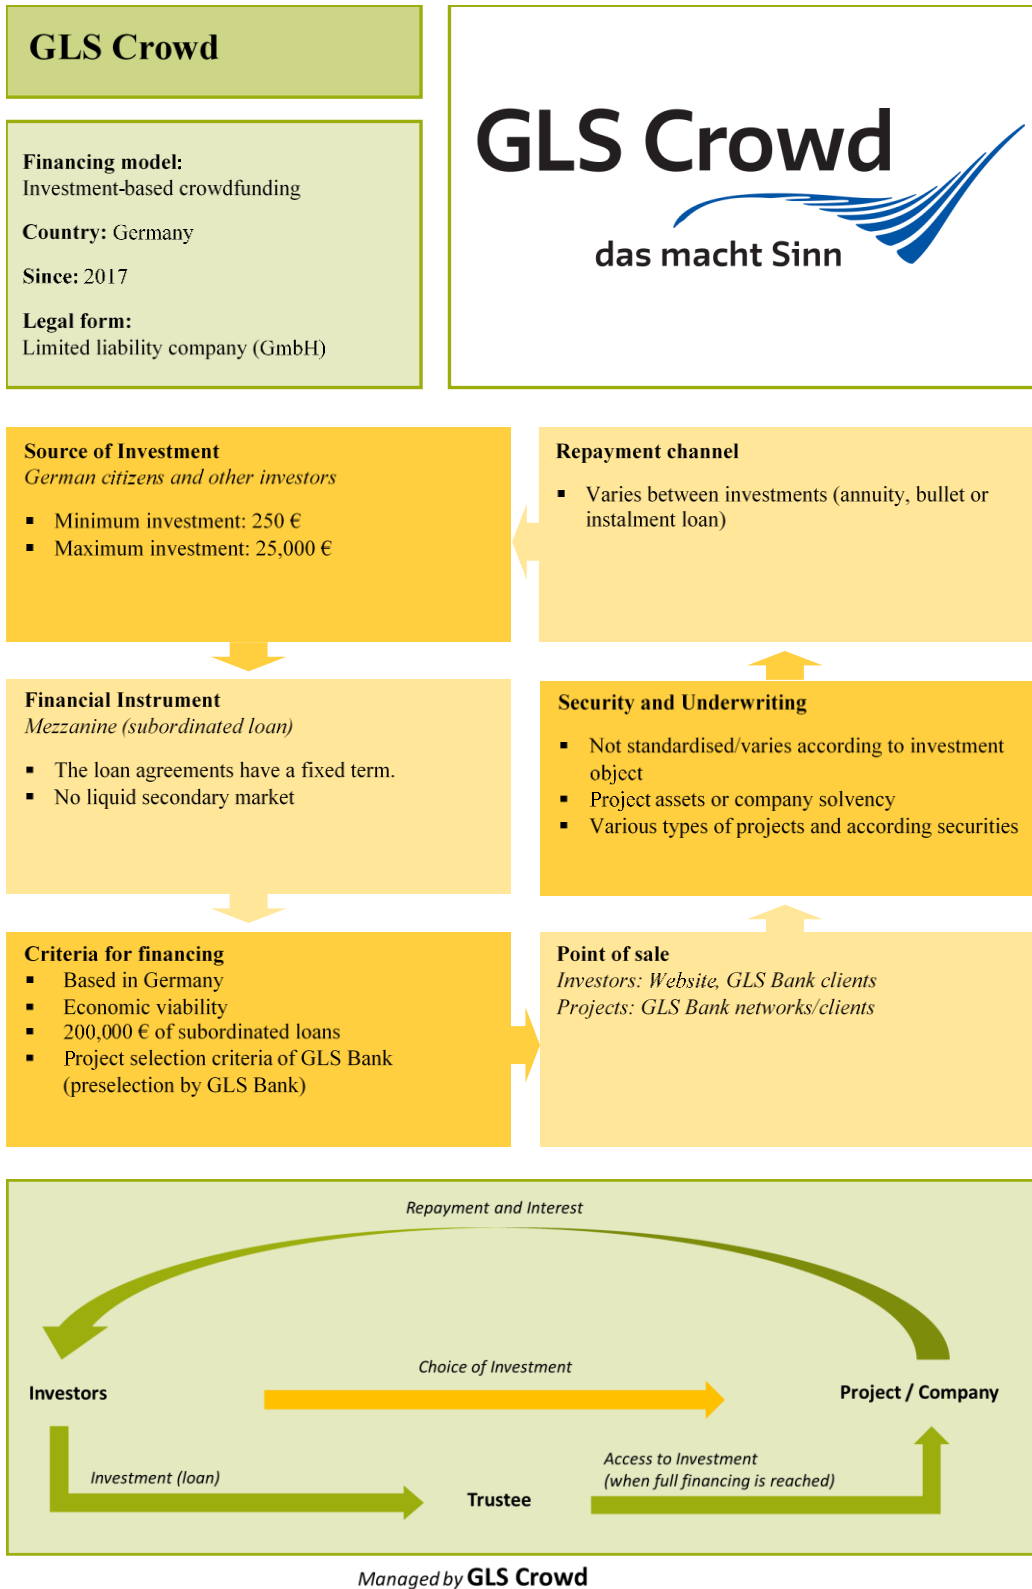 GLS Crowd
Financing model:
Investment-based crowdfunding
Country: Germany
Since: 2017
Legal form:
Limited liability company (GmbH)
GLS Crowd
das macht Sinn
Source of Investment
German citizens and other investors
▪ Minimum investment: 250 €
▪ Maximum investment: 25,000 €
Repayment channel
▪ Varies between investments (annuity, bullet or
instalment loan)
Financial Instrument
Mezzanine (subordinated loan)
▪ The loan agreements have a fixed term.
▪ No liquid secondary market
Security and Underwriting
▪ Not standardised/varies according to investment
object
▪ Project assets or company solvency
▪ Various types of projects and according securities
Criteria for financing
▪ Based in Germany
▪ Economic viability
▪ 200,000 € of subordinated loans
▪ Project selection criteria of GLS Bank
(preselection by GLS Bank)
Point of sale
Investors: Website, GLS Bank clients
Projects: GLS Bank networks/clients
Repayment and Interest
Choice of Investment
Investors
Project / Company
Investment (loan)
Trustee
Access to Investment
(when full financing is reached)
Managed by GLS Crowd